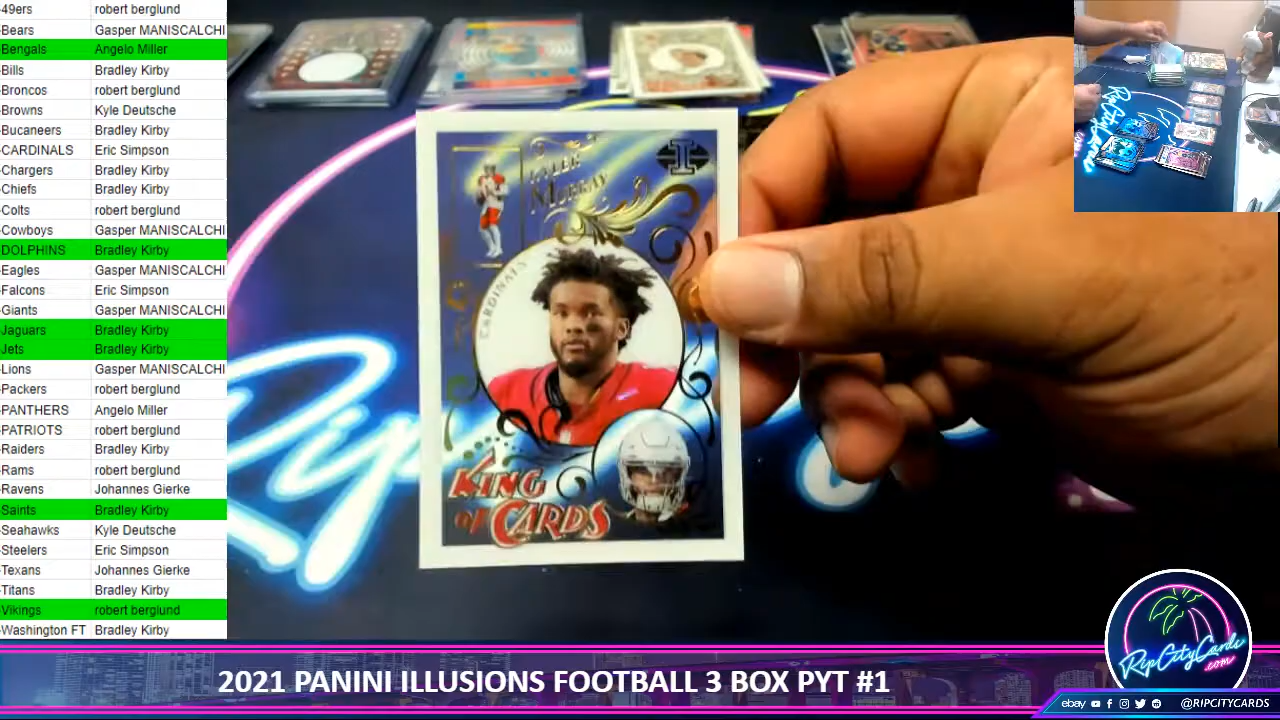 -49ers robert berglund
-Bears Gasper MANISCALCHI
-Bengals Angelo Miller
-Bills Bradley Kirby
-Broncos robert berglund
-Browns Kyle Deutsche
-Bucaneers Bradley Kirby
-CARDINALS Eric Simpson
-Chargers Bradley Kirby
-Chiefs Bradley Kirby
-Colts robert berglund
-Cowboys Gasper MANISCALCHI
-DOLPHINS Bradley Kirby
-Eagles Gasper MANISCALCHI
-Falcons Eric Simpson
-Giants Gasper MANISCALCHI
-Jaguars Bradley Kirby
-Jets Bradley Kirby
-Lions Gasper MANISCALCHI
-Packers robert berglund
-PANTHERS Angelo Miller
-PATRIOTS robert berglund
-Raiders Bradley Kirby
-Rams robert berglund
-Ravens Johannes Gierke
-Saints Bradley Kirby
-Seahawks Kyle Deutsche
-Steelers Eric Simpson
-Texans Johannes Gierke
-Titans Bradley Kirby
-Vikings robert berglund
-Washington FT Bradley Kirby
KYLER
MURRAY
I
CARDINALS
KING
of CARDS
RipCityCards
.com
2021 PANINI ILLUSIONS FOOTBALL 3 BOX PYT #1
ebay @RIPCITYCARDS